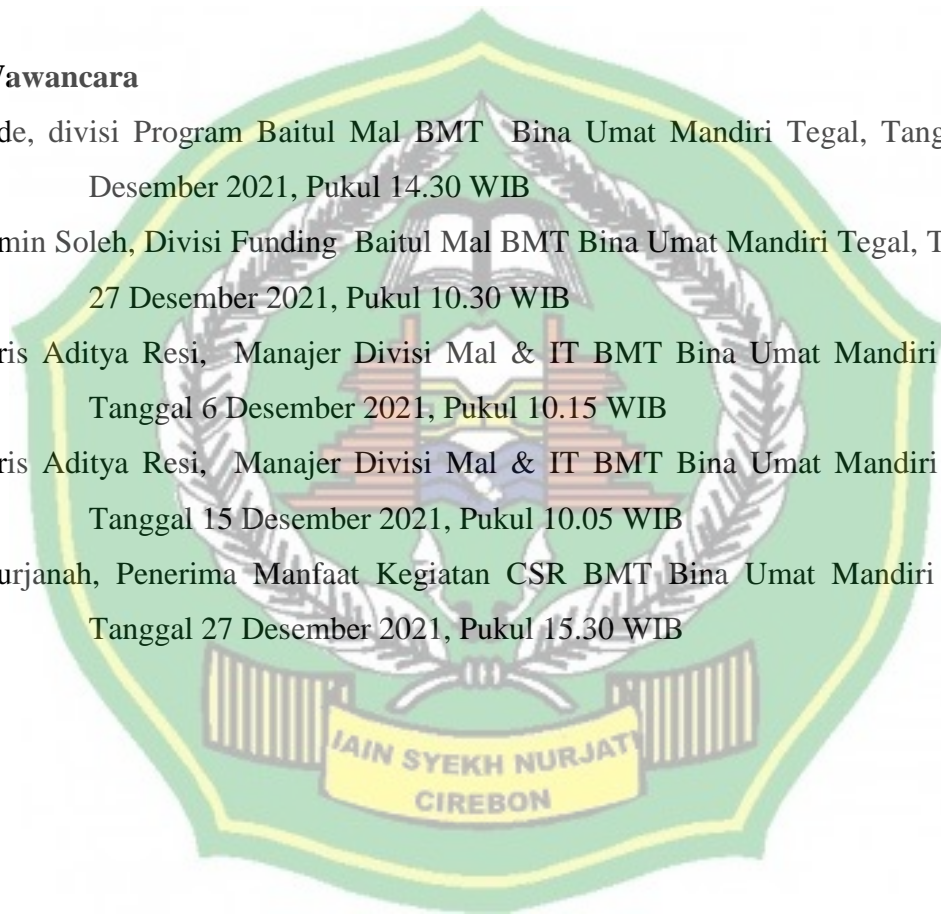 Wawancara
de, divisi Program Baitul Mal BMT Bina Umat Mandiri Tegal, Tang
Desember 2021, Pukul 14.30 WIB
min Soleh, Divisi Funding Baitul Mal BMT Bina Umat Mandiri Tegal, T
27 Desember 2021, Pukul 10.30 WIB
ris Aditya Resi, Manajer Divisi Mal & IT BMT Bina Umat Mandiri
Tanggal 6 Desember 2021, Pukul 10.15 WIB
ris Aditya Resi, Manajer Divisi Mal & IT BMT Bina Umat Mandiri
Tanggal 15 Desember 2021, Pukul 10.05 WIB
urjanah, Penerima Manfaat Kegiatan CSR BMT Bina Umat Mandiri
Tanggal 27 Desember 2021, Pukul 15.30 WIB
IAIN SYEKH NURJATI
CIREBON